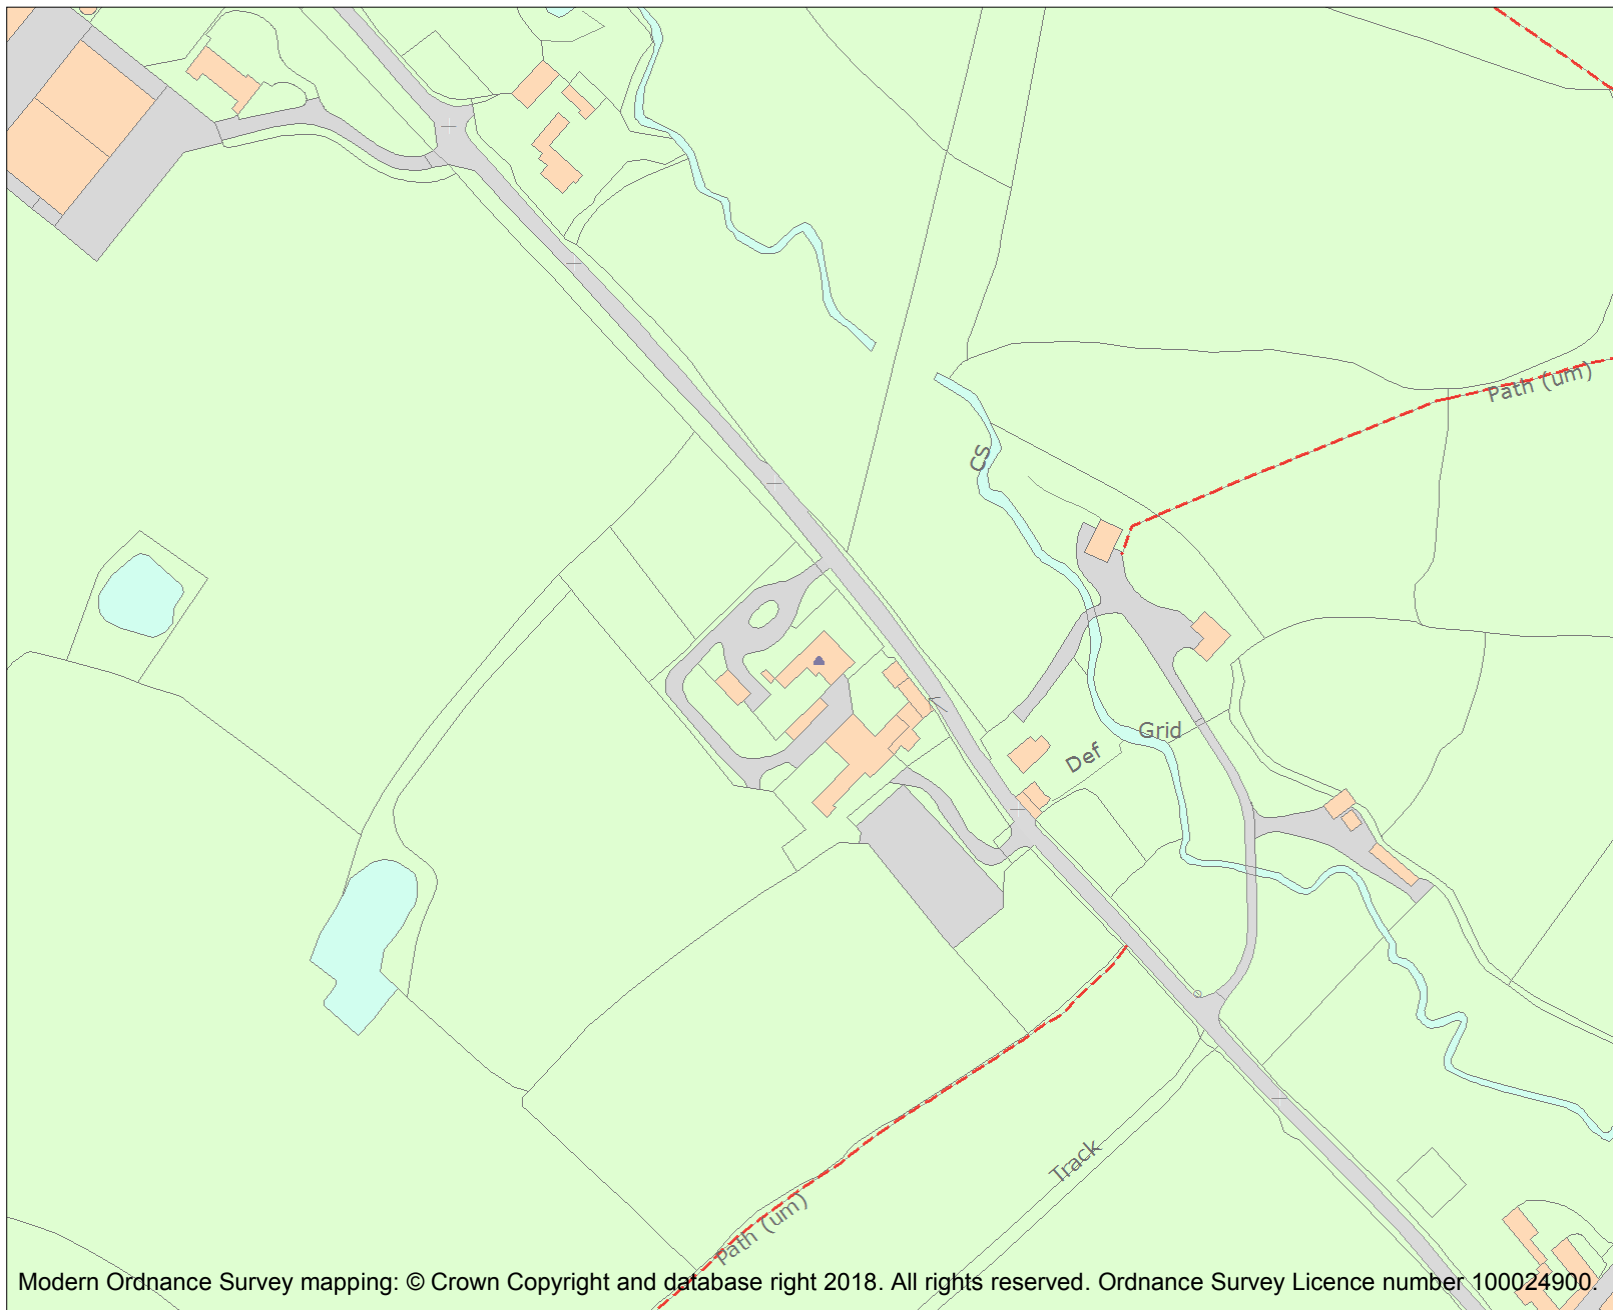 Path (um)
CS
Grid
Def
Track
Path (um)
Modern Ordnance Survey mapping: © Crown Copyright and database right 2018. All rights reserved. Ordnance Survey Licence number 100024900.